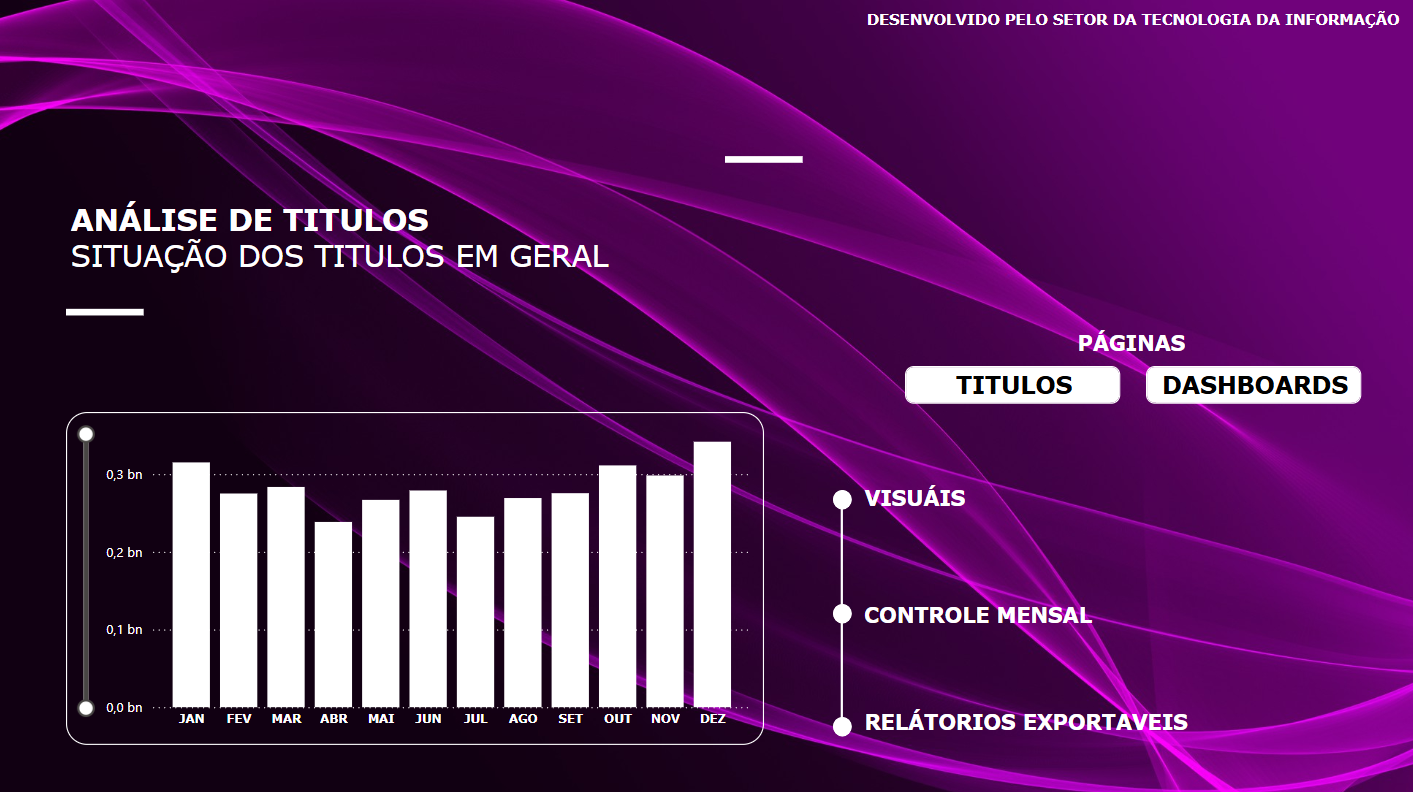 DESENVOLVIDO PELO SETOR DA TECNOLOGIA DA INFORMAÇÃO
ANÁLISE DE TITULOS
SITUAÇÃO DOS TITULOS EM GERAL
PÁGINAS
TITULOS DASHBOARDS
0,3 bn
0,2 bn
0,1 bn
0,0 bn
JAN FEV MAR ABR MAI JUN JUL AGO SET OUT NOV DEZ
VISUÁIS
CONTROLE MENSAL
RELÁTORIOS EXPORTAVEIS